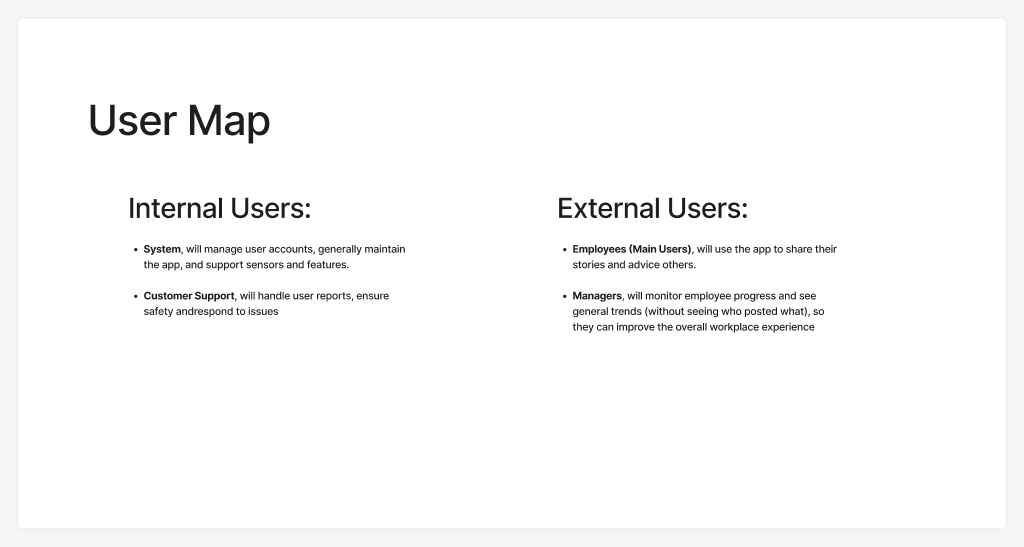 User Map
Internal Users:
• System, will manage user accounts, generally maintain
the app, and support sensors and features.
• Customer Support, will handle user reports, ensure
safety andrespond to issues
External Users:
• Employees (Main Users), will use the app to share their
stories and advice others.
• Managers, will monitor employee progress and see
general trends (without seeing who posted what), so
they can improve the overall workplace experience